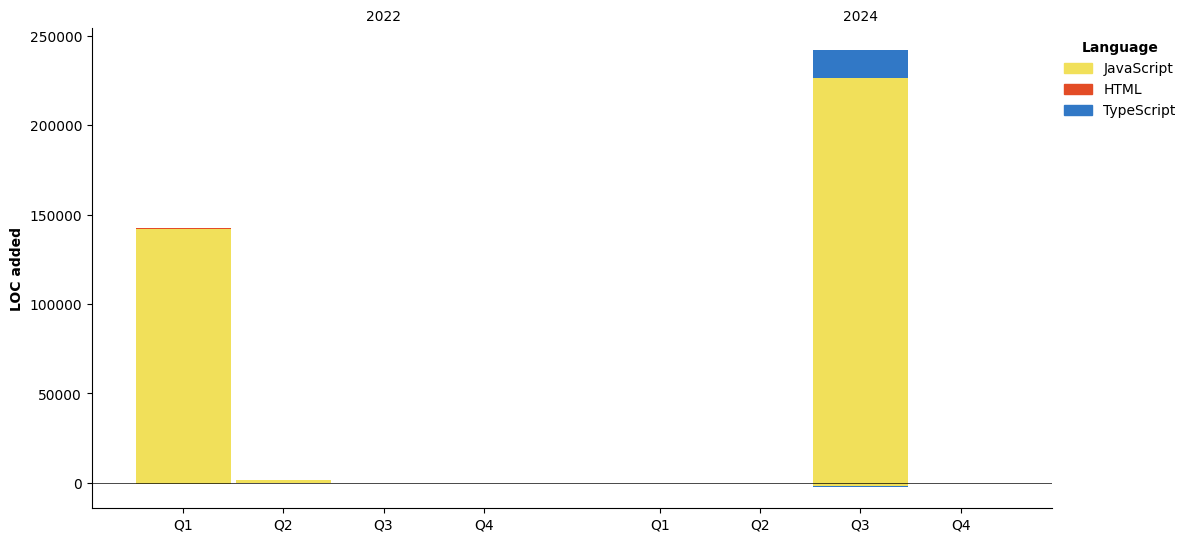 2022
2024
250000
200000
150000
100000
50000
0
LOC added
Q1 Q2 Q3 Q4 Q1 Q2 Q3 Q4
Language
JavaScript
HTML
TypeScript